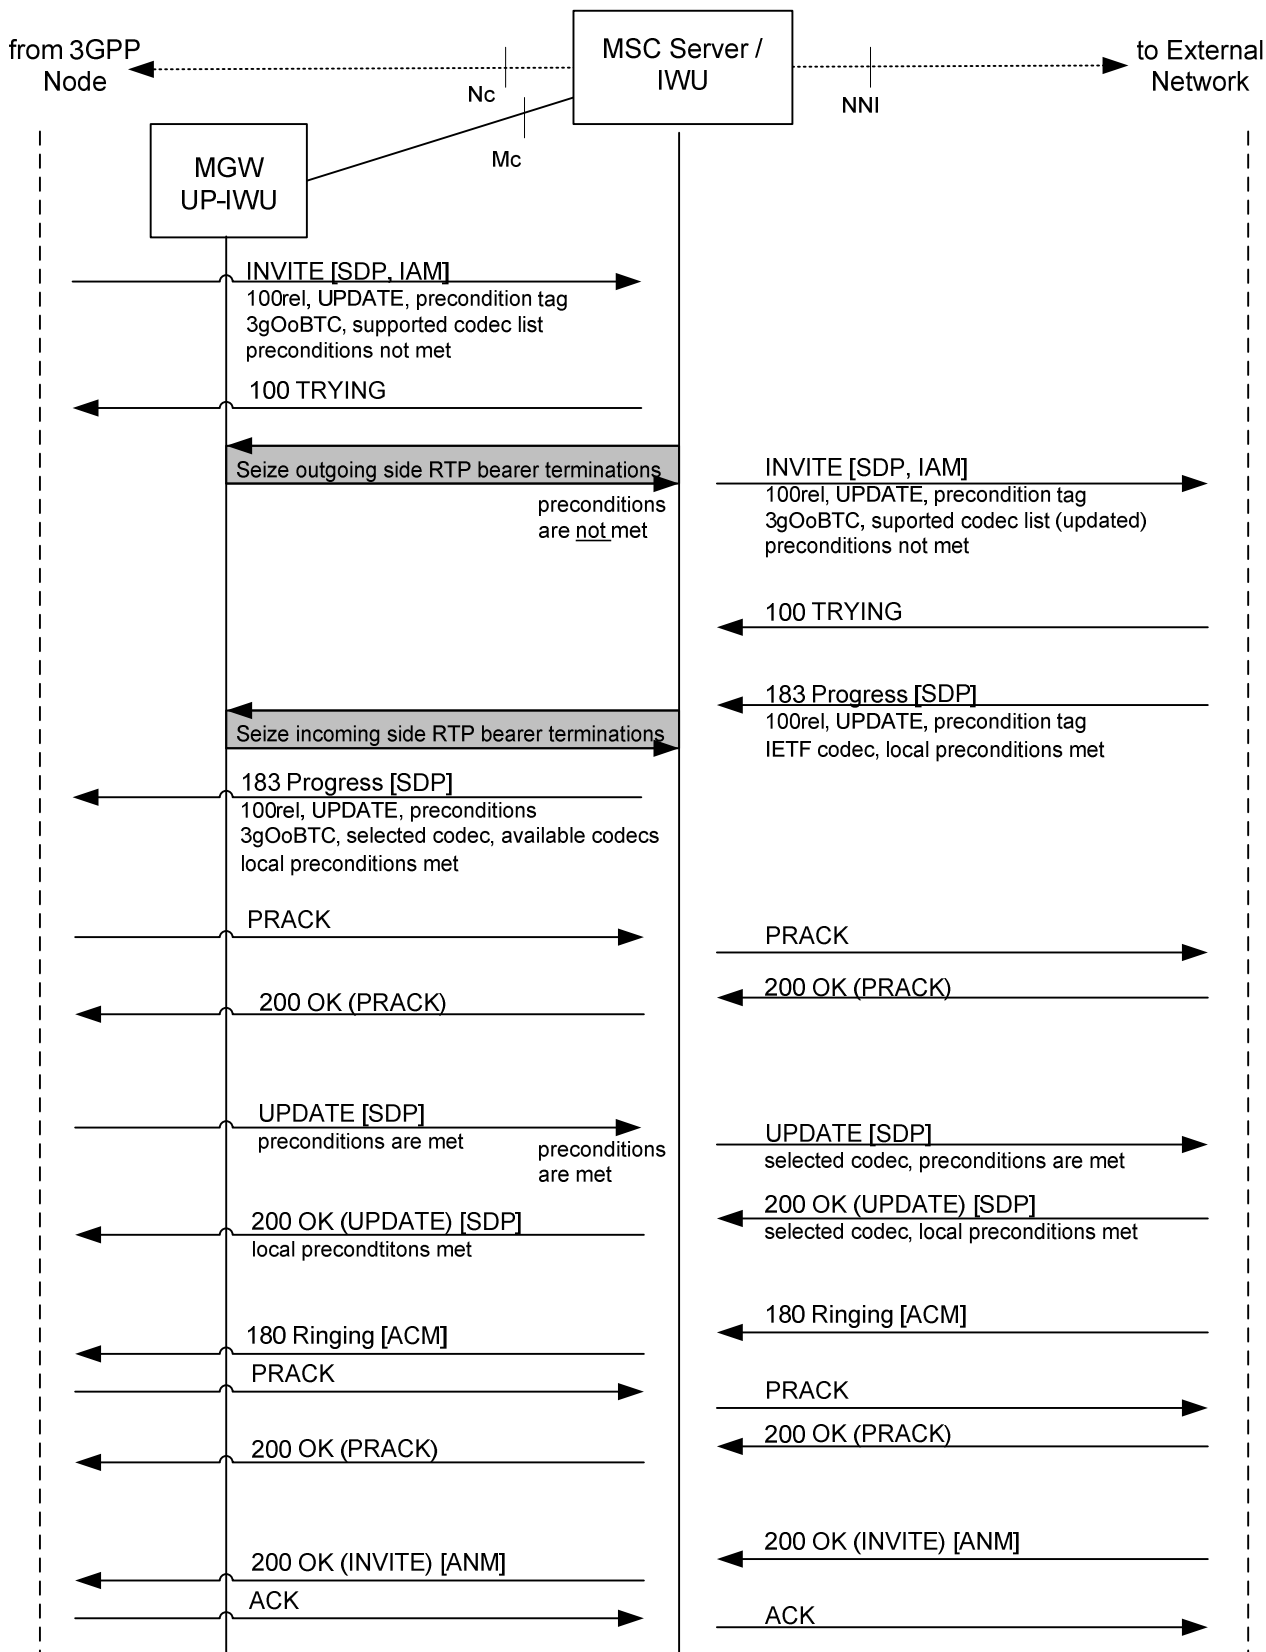 from 3GPP
Node
MSC Server /
IWU
to External
Network
Nc
NNI
Mc
MGW
UP-IWU
INVITE [SDP, IAM]
100rel, UPDATE, precondition tag
3gOoBTC, supported codec list
preconditions not met
100 TRYING
Seize outgoing side RTP bearer terminations
preconditions
are not met
INVITE [SDP, IAM]
100rel, UPDATE, precondition tag
3gOoBTC, suported codec list (updated)
preconditions not met
100 TRYING
183 Progress [SDP]
100rel, UPDATE, precondition tag
IETF codec, local preconditions met
Seize incoming side RTP bearer terminations
183 Progress [SDP]
100rel, UPDATE, preconditions
3gOoBTC, selected codec, available codecs
local preconditions met
PRACK
PRACK
200 OK (PRACK)
200 OK (PRACK)
UPDATE [SDP]
preconditions are met
preconditions
are met
UPDATE [SDP]
selected codec, preconditions are met
200 OK (UPDATE) [SDP]
selected codec, local preconditions met
200 OK (UPDATE) [SDP]
local precondtitons met
180 Ringing [ACM]
180 Ringing [ACM]
PRACK
PRACK
200 OK (PRACK)
200 OK (PRACK)
200 OK (INVITE) [ANM]
200 OK (INVITE) [ANM]
ACK
ACK